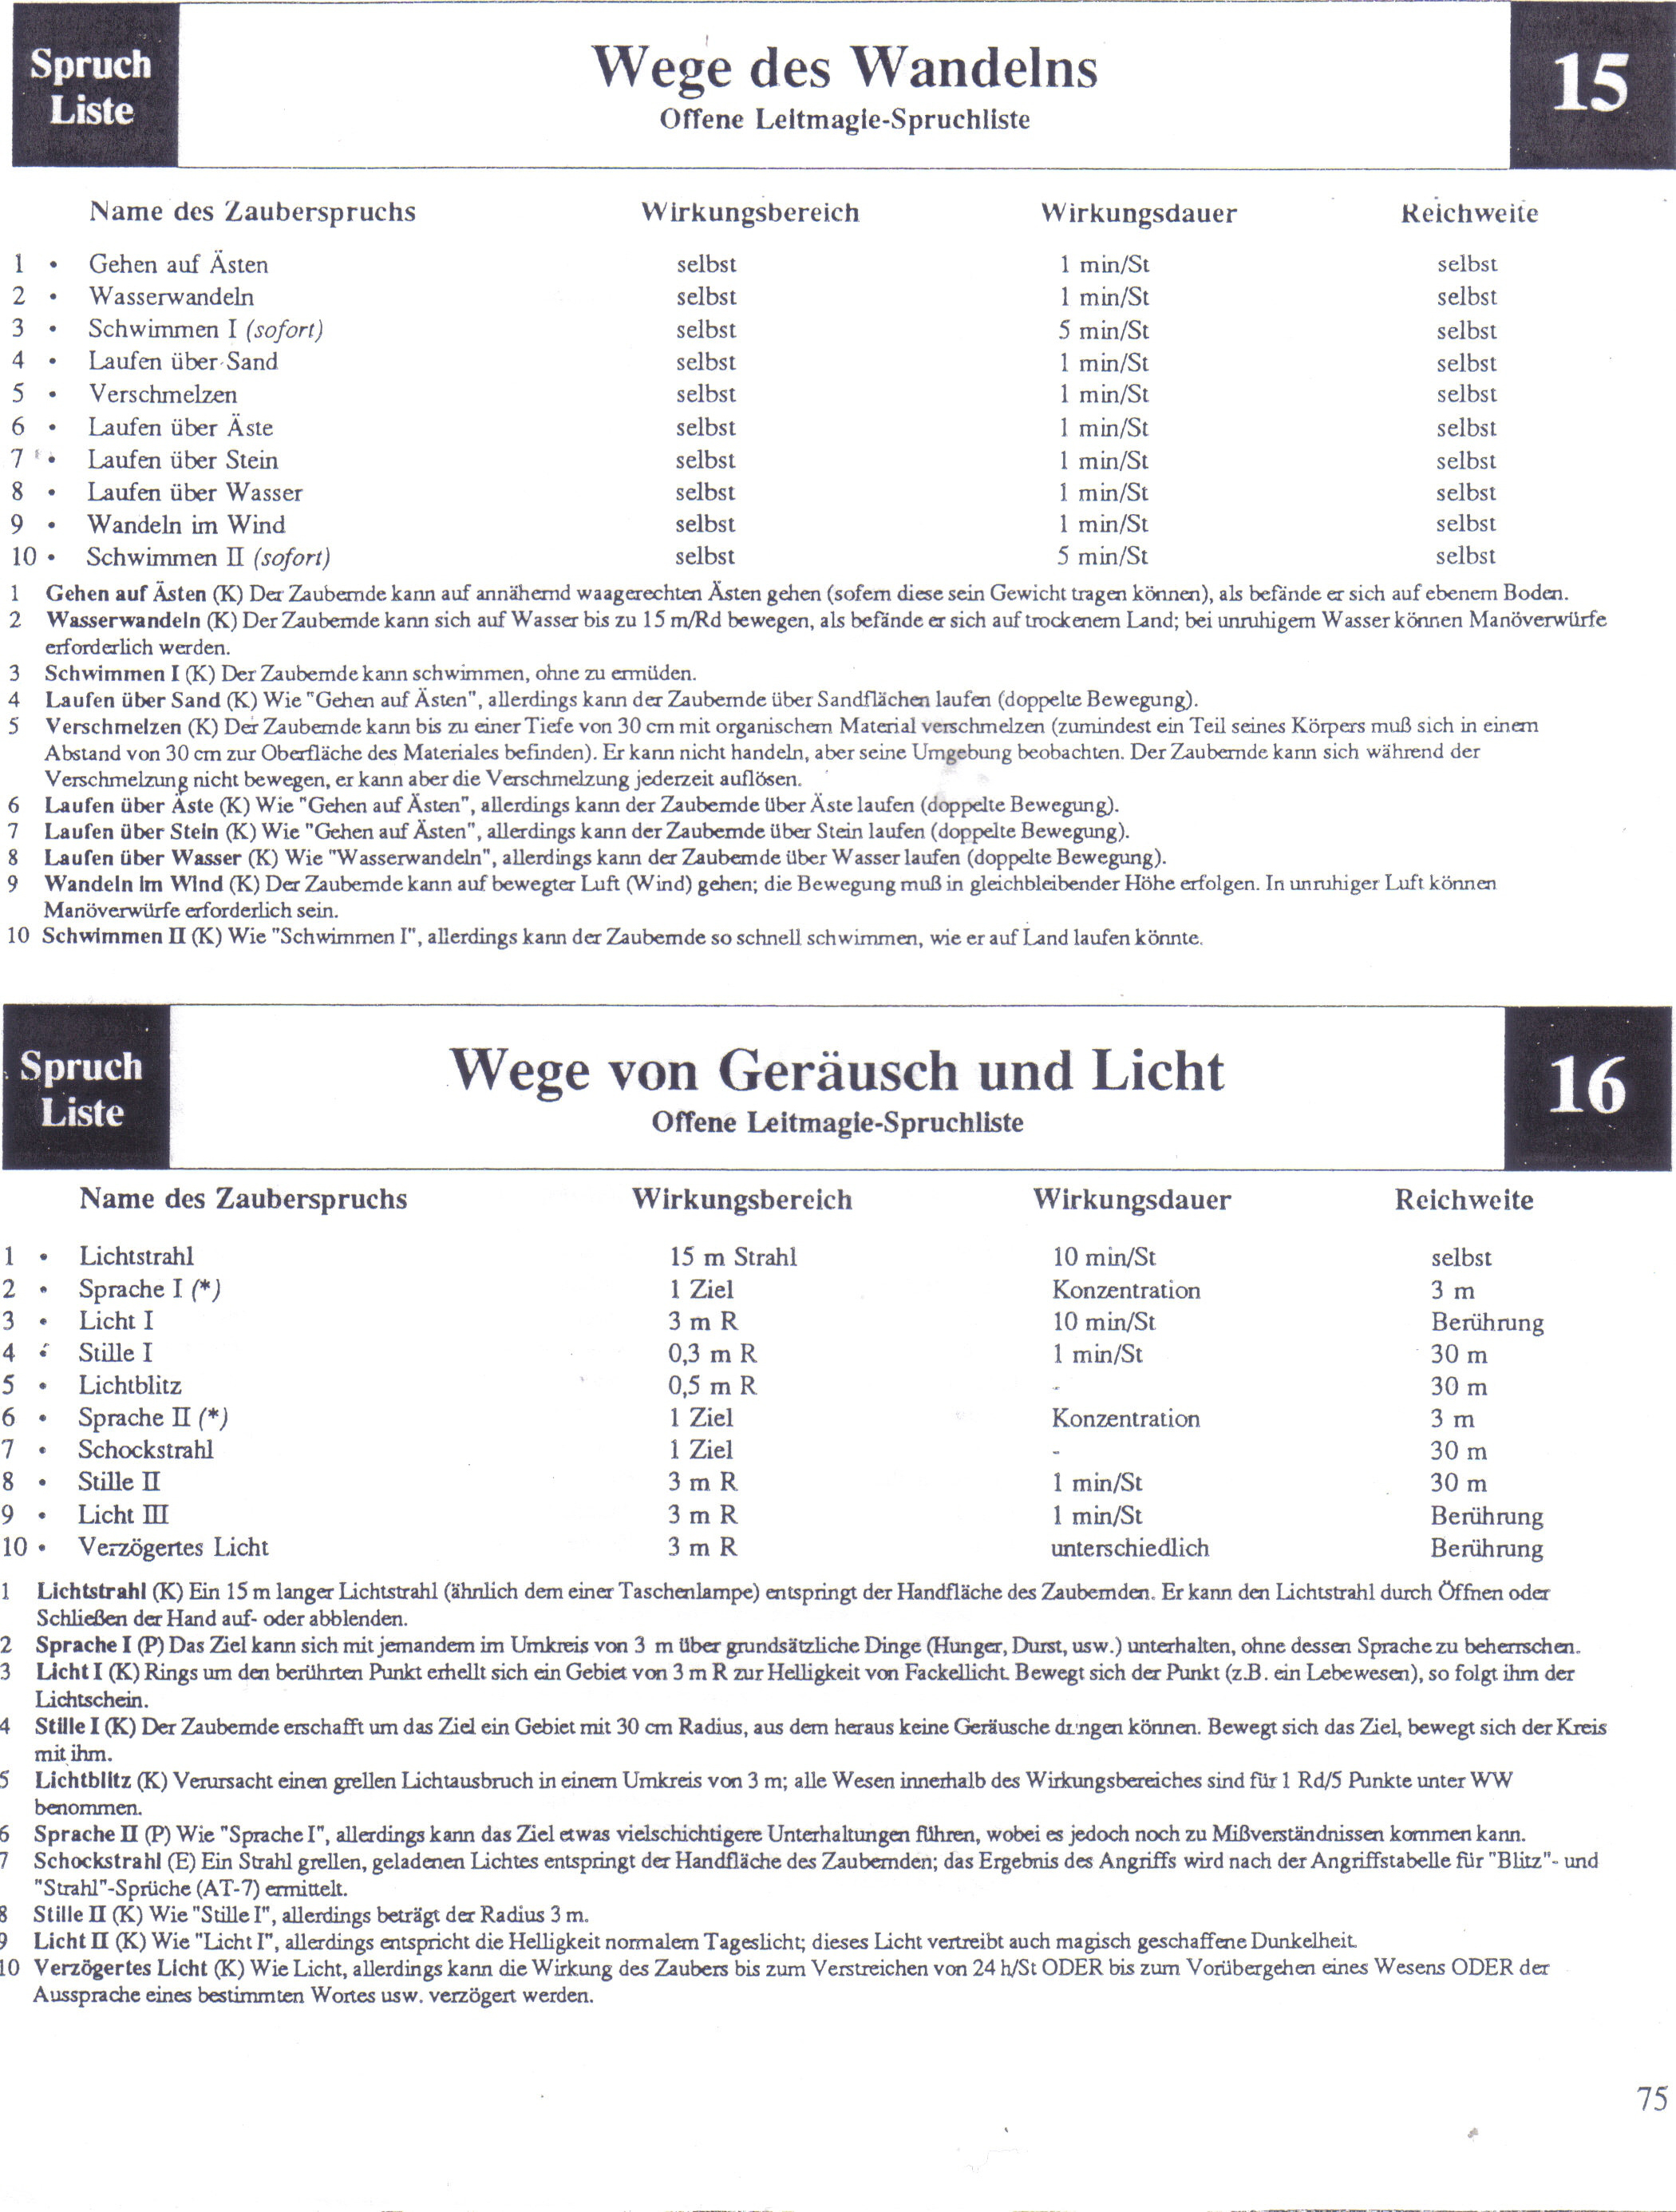 Spruch
Liste
Wege des Wandelns
Offene Leitmagie-Spruchliste
15
Name des Zauberspruchs Wirkungsbereich Wirkungsdauer Reichweite
1 • Gehen auf Ästen selbst 1 min/St selbst
2 • Wasserwandeln selbst 1 min/St selbst
3 • Schwimmen I (sofort) selbst 5 min/St selbst
4 • Laufen über Sand selbst 1 min/St selbst
5 • Verschmelzen selbst 1 min/St selbst
6 • Laufen über Äste selbst 1 min/St selbst
7 • Laufen über Stein selbst 1 min/St selbst
8 • Laufen über Wasser selbst 1 min/St selbst
9 • Wandeln im Wind selbst 1 min/St selbst
10 • Schwimmen II (sofort) selbst 5 min/St selbst
1 Gehen auf Ästen (K) Der Zaubernde kann auf annähernd waagerechten Ästen gehen (sofern diese sein Gewicht tragen können), als befände er sich auf ebenem Boden.
2 Wasserwandeln (K) Der Zaubernde kann sich auf Wasser bis zu 15 m/Rd bewegen, als befände er sich auf trockenem Land; bei unruhigem Wasser können Manöverwürfe
erforderlich werden.
3 Schwimmen I (K) Der Zaubernde kann schwimmen, ohne zu ermüden.
4 Laufen über Sand (K) Wie "Gehen auf Ästen", allerdings kann der Zaubernde über Sandflächen laufen (doppelte Bewegung).
5 Verschmelzen (K) Der Zaubernde kann bis zu einer Tiefe von 30 cm mit organischem Material verschmelzen (zumindest ein Teil seines Körpers muß sich in einem
Abstand von 30 cm zur Oberfläche des Materiales befinden). Er kann nicht handeln, aber seine Umgebung beobachten. Der Zaubernde kann sich während der
Verschmelzung nicht bewegen, er kann aber die Verschmelzung jederzeit auflösen.
6 Laufen über Äste (K) Wie "Gehen auf Ästen", allerdings kann der Zaubernde über Äste laufen (doppelte Bewegung).
7 Laufen über Stein (K) Wie "Gehen auf Ästen", allerdings kann der Zaubernde über Stein laufen (doppelte Bewegung).
8 Laufen über Wasser (K) Wie "Wasserwandeln", allerdings kann der Zaubernde über Wasser laufen (doppelte Bewegung).
9 Wandeln im Wind (K) Der Zaubernde kann auf bewegter Luft (Wind) gehen; die Bewegung muß in gleichbleibender Höhe erfolgen. In unruhiger Luft können
Manöverwürfe erforderlich sein.
10 Schwimmen II (K) Wie "Schwimmen I", allerdings kann der Zaubernde so schnell schwimmen, wie er auf Land laufen könnte.
Spruch
Liste
Wege von Geräusch und Licht
Offene Leitmagie-Spruchliste
16
Name des Zauberspruchs Wirkungsbereich Wirkungsdauer Reichweite
1 • Lichtstrahl 15 m Strahl 10 min/St selbst
2 • Sprache I (*) 1 Ziel Konzentration 3 m
3 • Licht I 3 m R 10 min/St Berührung
4 • Stille I 0,3 m R 1 min/St 30 m
5 • Lichtblitz 0,5 m R - 30 m
6 • Sprache II (*) 1 Ziel Konzentration 3 m
7 • Schockstrahl 1 Ziel - 30 m
8 • Stille II 3 m R 1 min/St 30 m
9 • Licht III 3 m R 1 min/St Berührung
10 • Verzögertes Licht 3 m R unterschiedlich Berührung
1 Lichtstrahl (K) Ein 15 m langer Lichtstrahl (ähnlich dem einer Taschenlampe) entspringt der Handfläche des Zaubernden. Er kann den Lichtstrahl durch Öffnen oder
Schließen der Hand auf- oder abblenden.
2 Sprache I (P) Das Ziel kann sich mit jemandem im Umkreis von 3 m über grundsätzliche Dinge (Hunger, Durst, usw.) unterhalten, ohne dessen Sprache zu beherrschen.
3 Licht I (K) Rings um den berührten Punkt erhellt sich ein Gebiet von 3 m R zur Helligkeit von Fackellicht. Bewegt sich der Punkt (z.B. ein Lebewesen), so folgt ihm der
Lichtschein.
4 Stille I (K) Der Zaubernde erschafft um das Ziel ein Gebiet mit 30 cm Radius, aus dem heraus keine Geräusche dringen können. Bewegt sich das Ziel, bewegt sich der Kreis
mit ihm.
5 Lichtblitz (K) Verursacht einen grellen Lichtausbruch in einem Umkreis von 3 m; alle Wesen innerhalb des Wirkungsbereiches sind für 1 Rd/5 Punkte unter WW
benommen.
6 Sprache II (P) Wie "Sprache I", allerdings kann das Ziel etwas vielschichtigere Unterhaltungen führen, wobei es jedoch noch zu Mißverständnissen kommen kann.
7 Schockstrahl (E) Ein Strahl grellen, geladenen Lichtes entspringt der Handfläche des Zaubernden; das Ergebnis des Angriffs wird nach der Angriffstabelle für "Blitz"- und
"Strahl"-Sprüche (AT-7) ermittelt.
8 Stille II (K) Wie "Stille I", allerdings beträgt der Radius 3 m.
9 Licht II (K) Wie "Licht I", allerdings entspricht die Helligkeit normalem Tageslicht; dieses Licht vertreibt auch magisch geschaffene Dunkelheit.
10 Verzögertes Licht (K) Wie Licht, allerdings kann die Wirkung des Zaubers bis zum Verstreichen von 24 h/St ODER bis zum Vorübergehen eines Wesens ODER der
Aussprache eines bestimmten Wortes usw. verzögert werden.
75